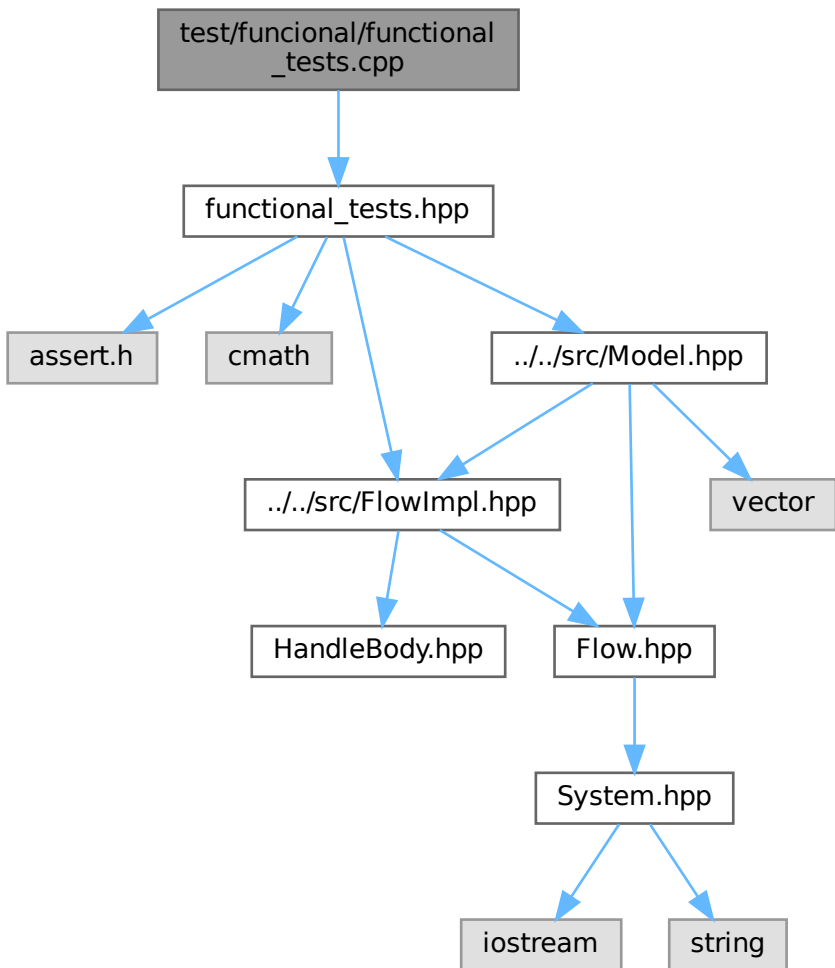 test/funcional/functional
_tests.cpp
functional_tests.hpp
assert.h
cmath
../../src/Model.hpp
../../src/FlowImpl.hpp
vector
HandleBody.hpp
Flow.hpp
System.hpp
iostream
string